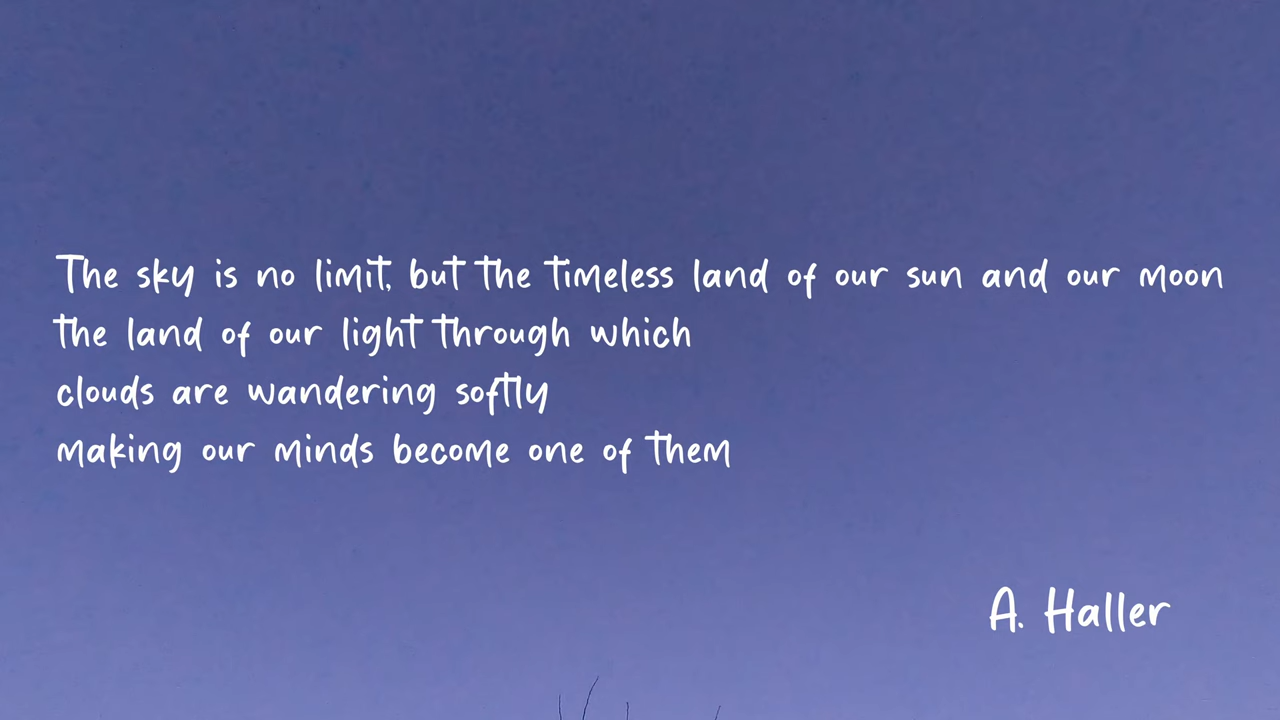 The sky is no limit, but the timeless land of our sun and our moon
the land of our light through which
clouds are wandering softly
making our minds become one of them
A. Haller